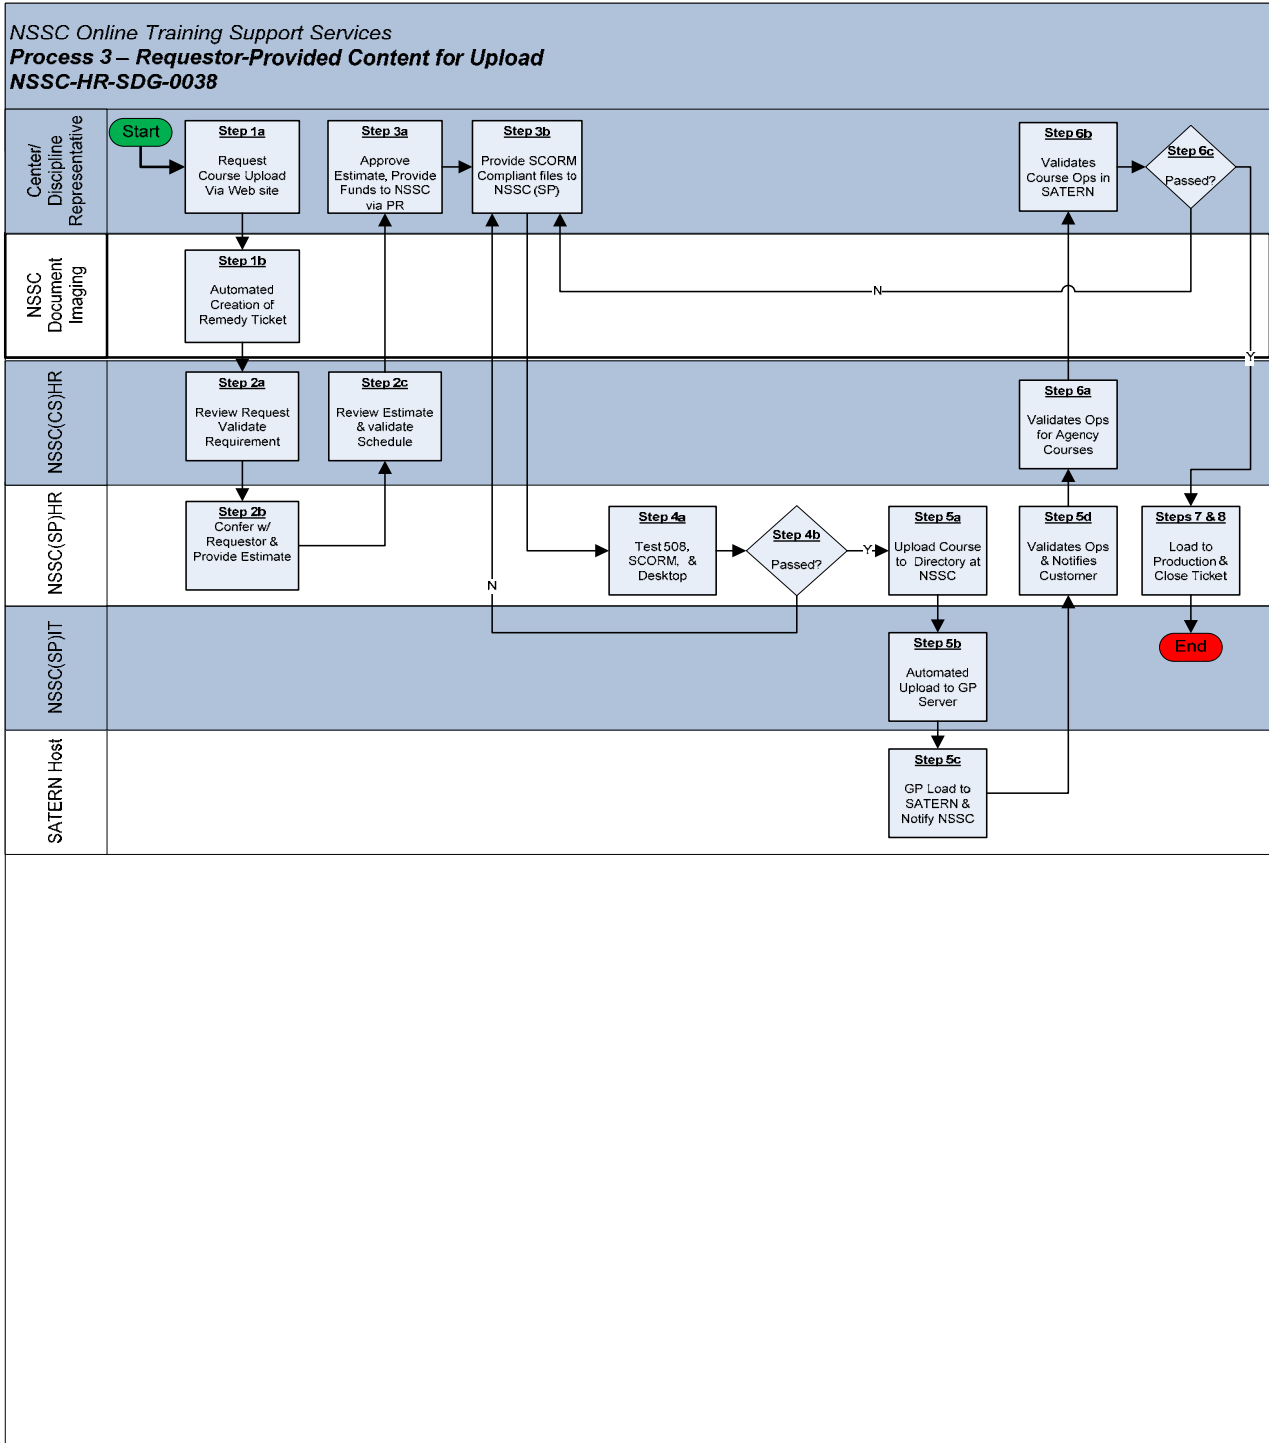 NSSC Online Training Support Services
Process 3 – Requestor-Provided Content for Upload
NSSC-HR-SDG-0038
Center/
Discipline
Representative
Start
Step 1a
Request
Course Upload
Via Web site
Step 3a
Approve
Estimate, Provide
Funds to NSSC
via PR
Step 3b
Provide SCORM
Compliant files to
NSSC (SP)
Step 6b
Validates
Course Ops in
SATERN
Step 6c
Passed?
NSSC
Document
Imaging
Step 1b
Automated
Creation of
Remedy Ticket
N
Y
NSSC(CS)HR
Step 2a
Review Request
Validate
Requirement
Step 2c
Review Estimate
& validate
Schedule
Step 6a
Validates Ops
for Agency
Courses
NSSC(SP)HR
Step 2b
Confer w/
Requestor &
Provide Estimate
N
Step 4a
Test 508,
SCORM, &
Desktop
Step 4b
Passed?
Y
Step 5a
Upload Course
to Directory at
NSSC
Step 5d
Validates Ops
& Notifies
Customer
Steps 7 & 8
Load to
Production &
Close Ticket
NSSC(SP)IT
Step 5b
Automated
Upload to GP
Server
End
SATERN Host
Step 5c
GP Load to
SATERN &
Notify NSSC